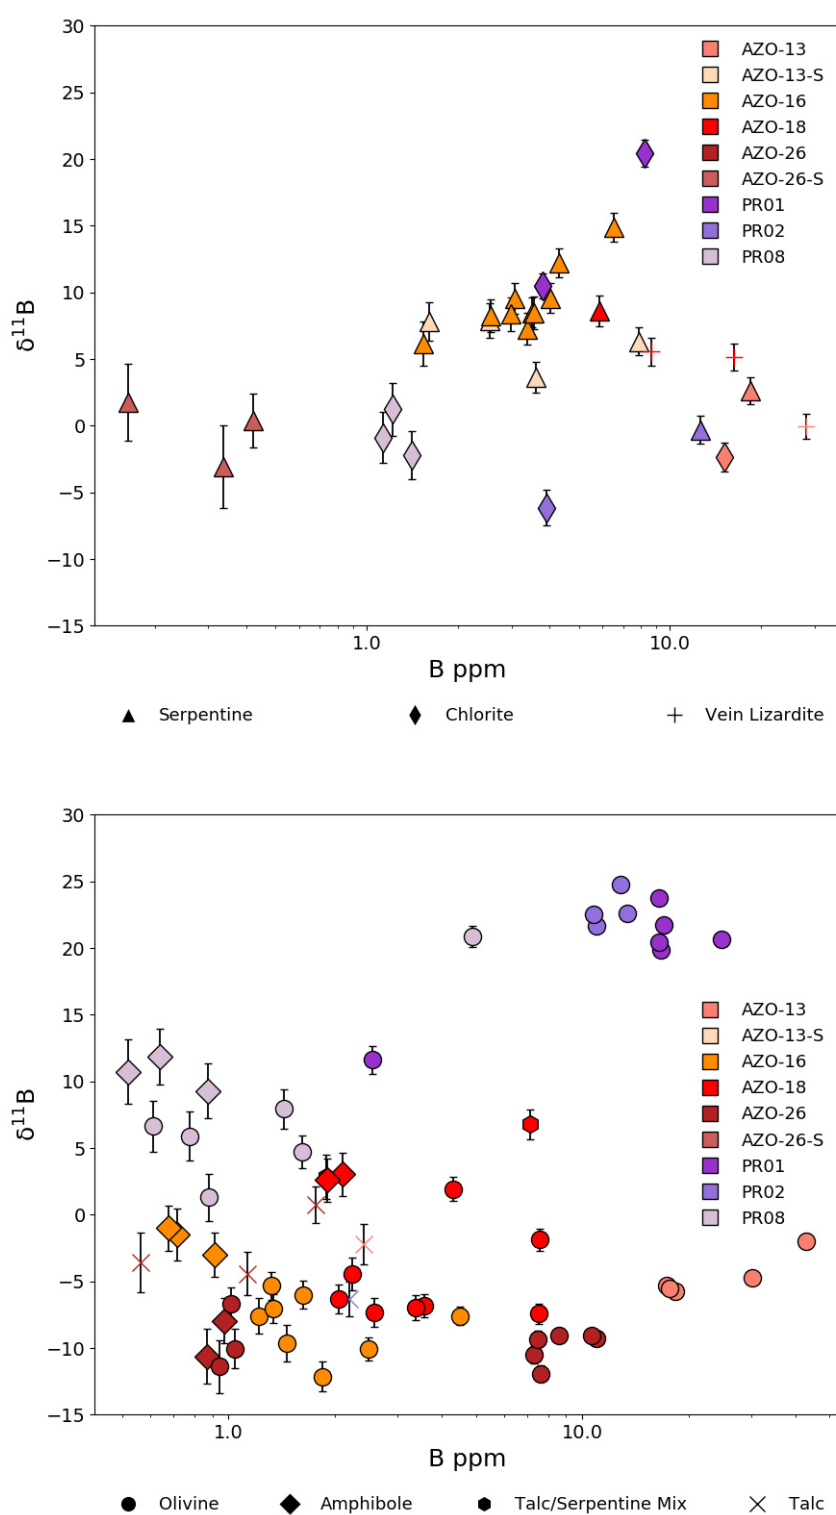 30
25
20
15
10
5
0
−5
−10
−15
δ¹¹B
AZO-13
AZO-13-S
AZO-16
AZO-18
AZO-26
AZO-26-S
PR01
PR02
PR08
1.0 10.0
B ppm
Serpentine Chlorite Vein Lizardite
30
25
20
15
10
5
0
−5
−10
−15
δ¹¹B
AZO-13
AZO-13-S
AZO-16
AZO-18
AZO-26
AZO-26-S
PR01
PR02
PR08
1.0 10.0
B ppm
Olivine Amphibole Talc/Serpentine Mix Talc